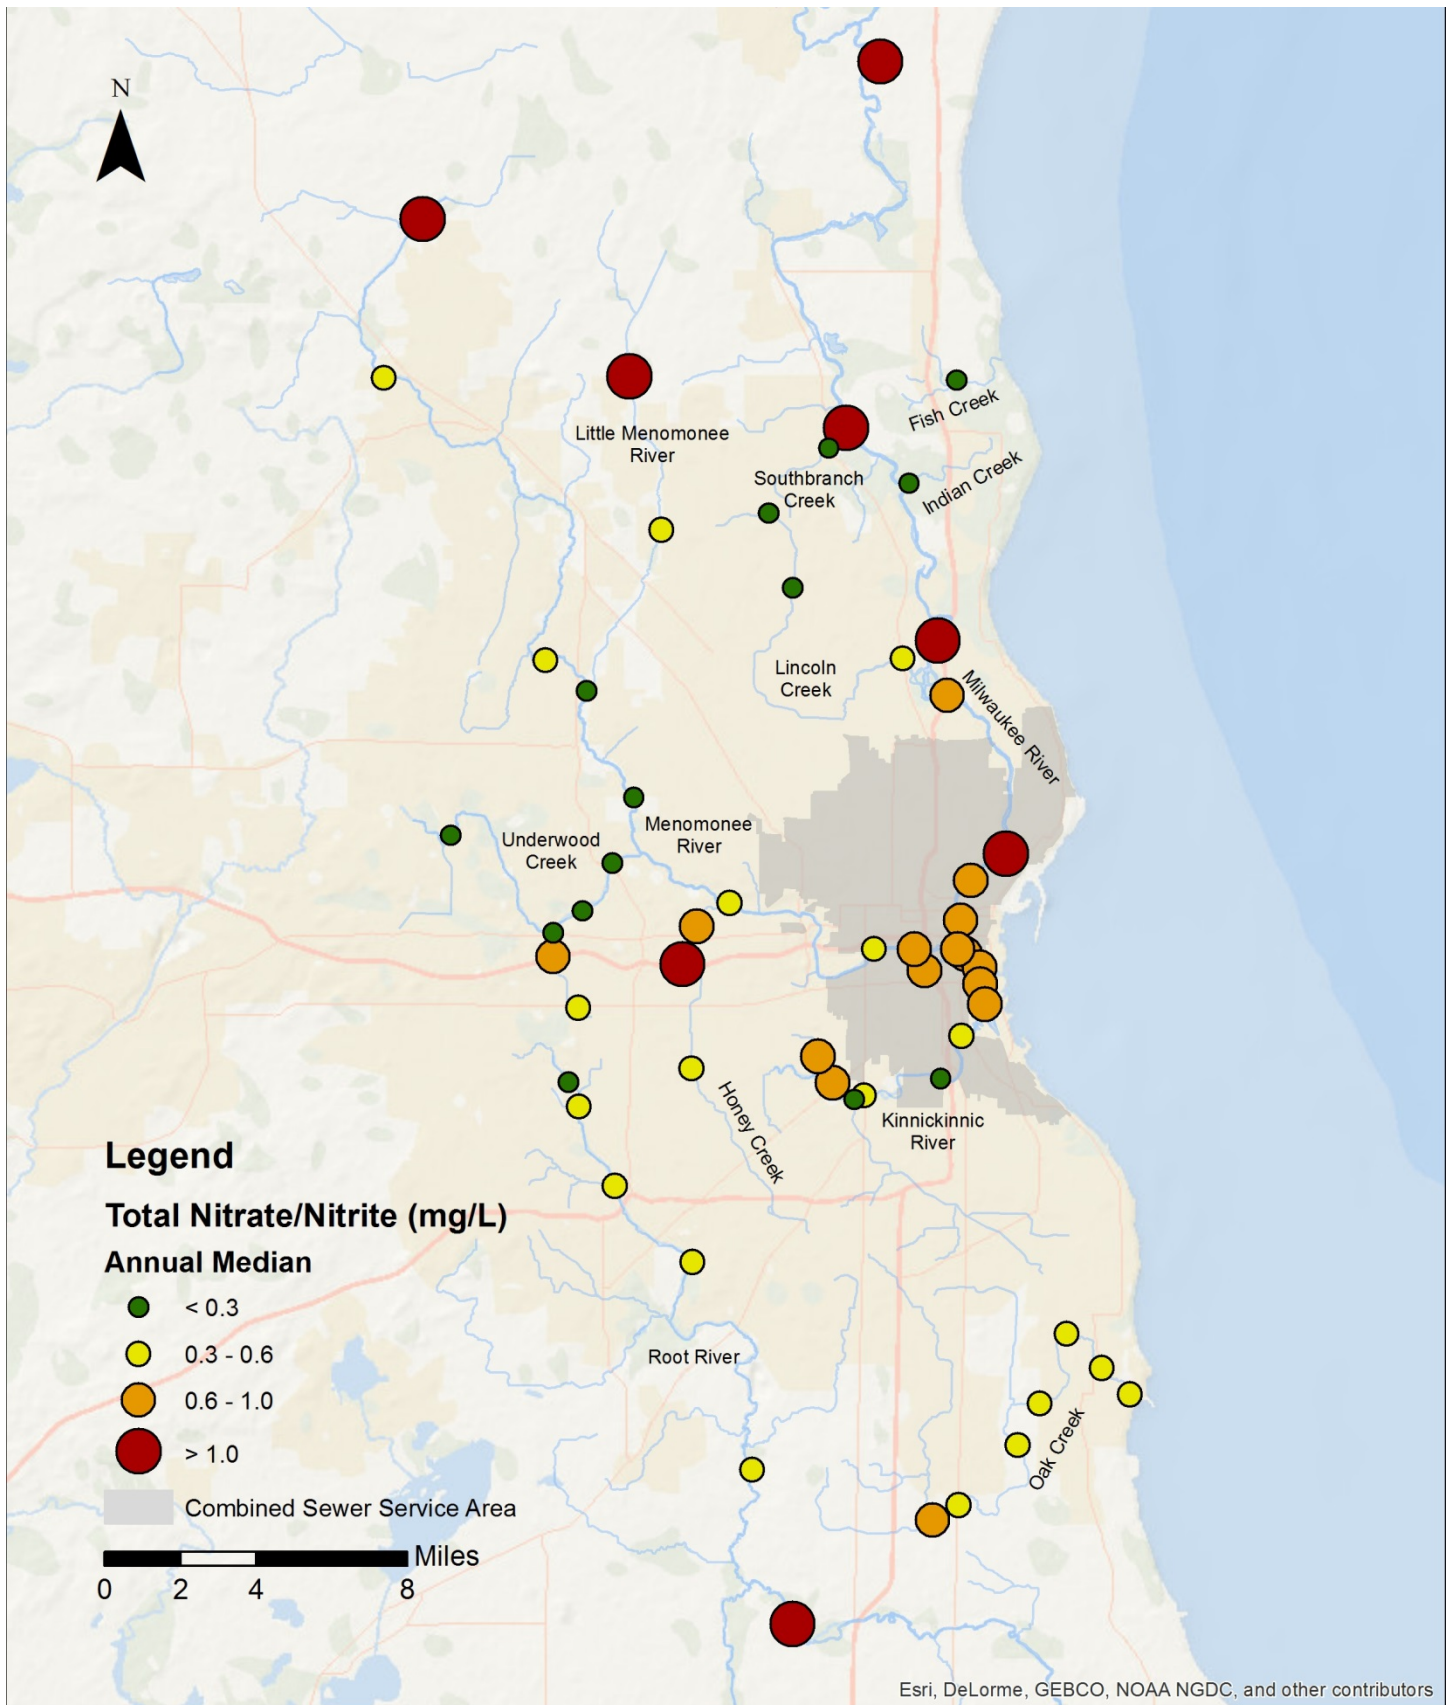 N
Little Menomonee
River
Fish Creek
Southbranch
Creek
Indian Creek
Lincoln
Creek
Milwaukee River
Underwood
Creek
Menomonee
River
Honey Creek
Kinnickinnic
River
Root River
Oak Creek
Legend
Total Nitrate/Nitrite (mg/L)
Annual Median
< 0.3
0.3 - 0.6
0.6 - 1.0
> 1.0
Combined Sewer Service Area
Miles
0 2 4 8
Esri, DeLorme, GEBCO, NOAA NGDC, and other contributors